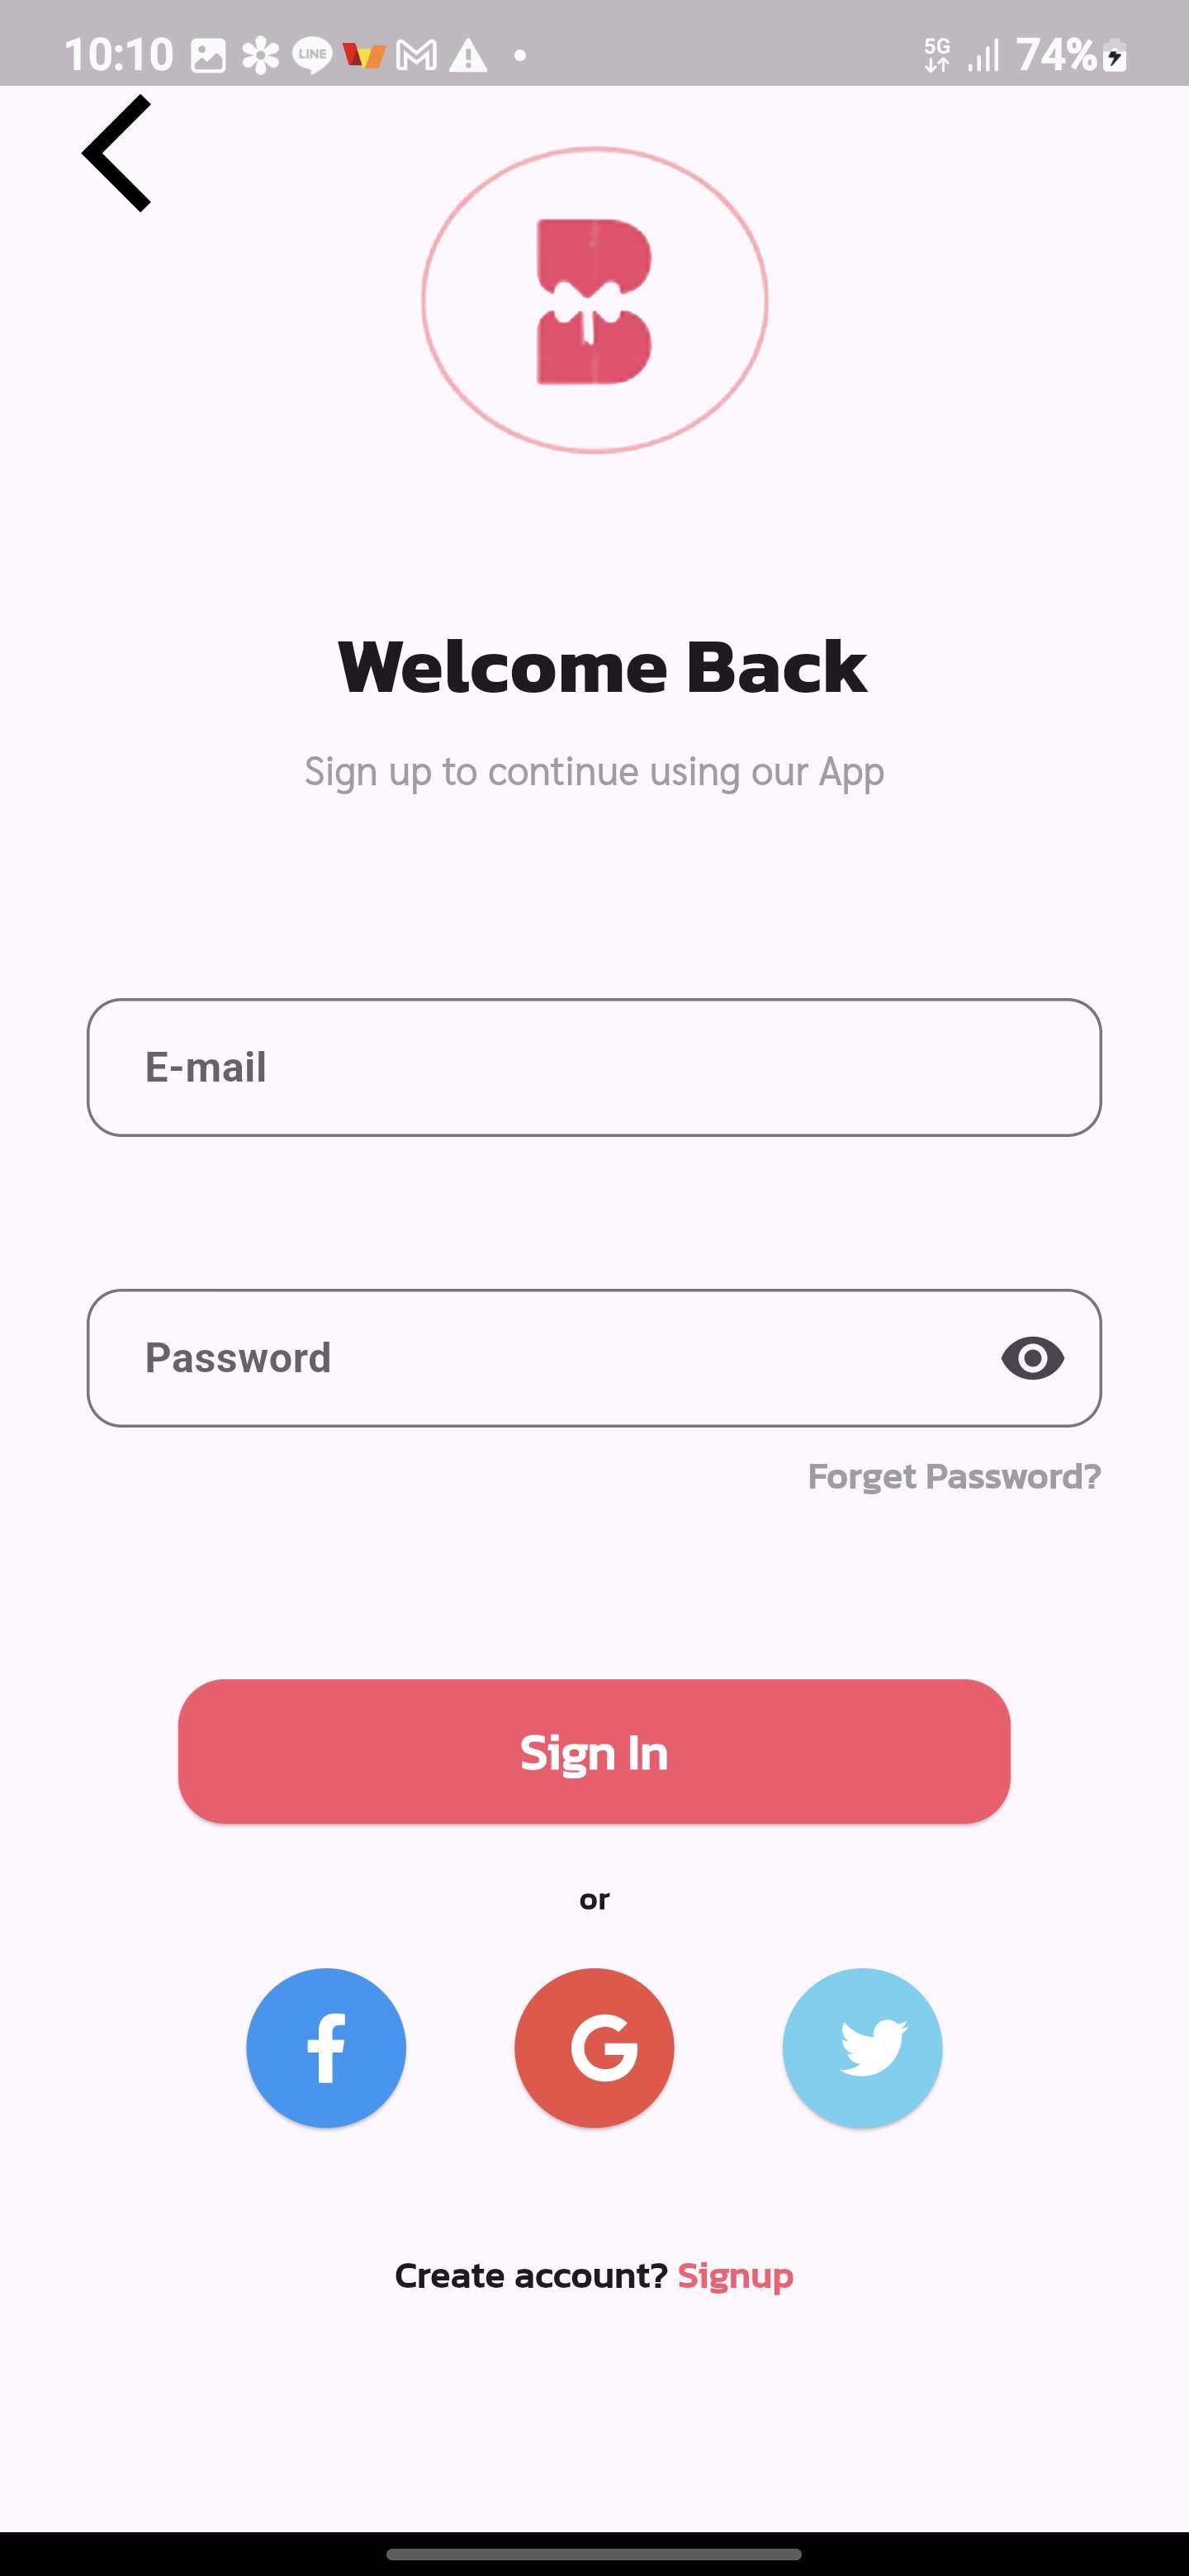 10:10 LINE 5G 74%
B
Welcome Back
Sign up to continue using our App
E-mail
Password
Forget Password?
Sign In
or
f G
Create account? Signup